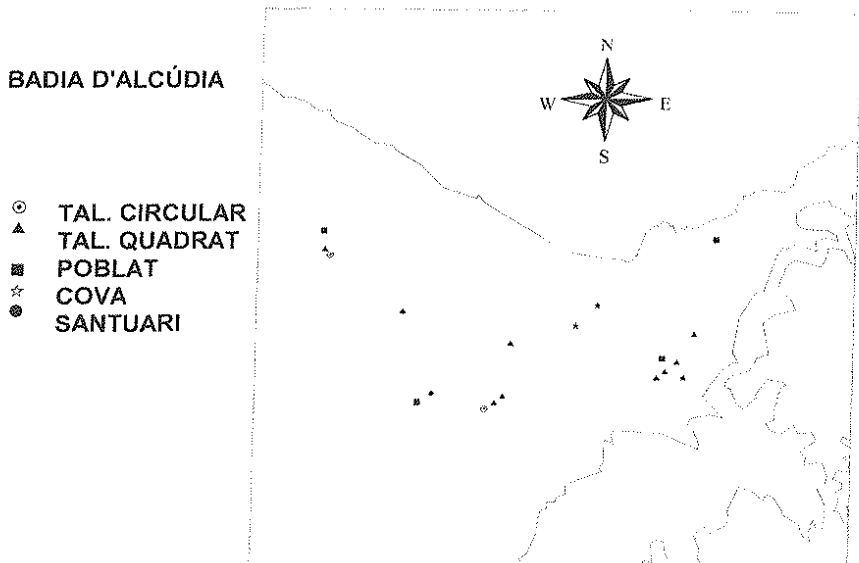 BADIA D'ALCÚDIA
N
W E
S
TAL. CIRCULAR
TAL. QUADRAT
POBLAT
COVA
SANTUARI